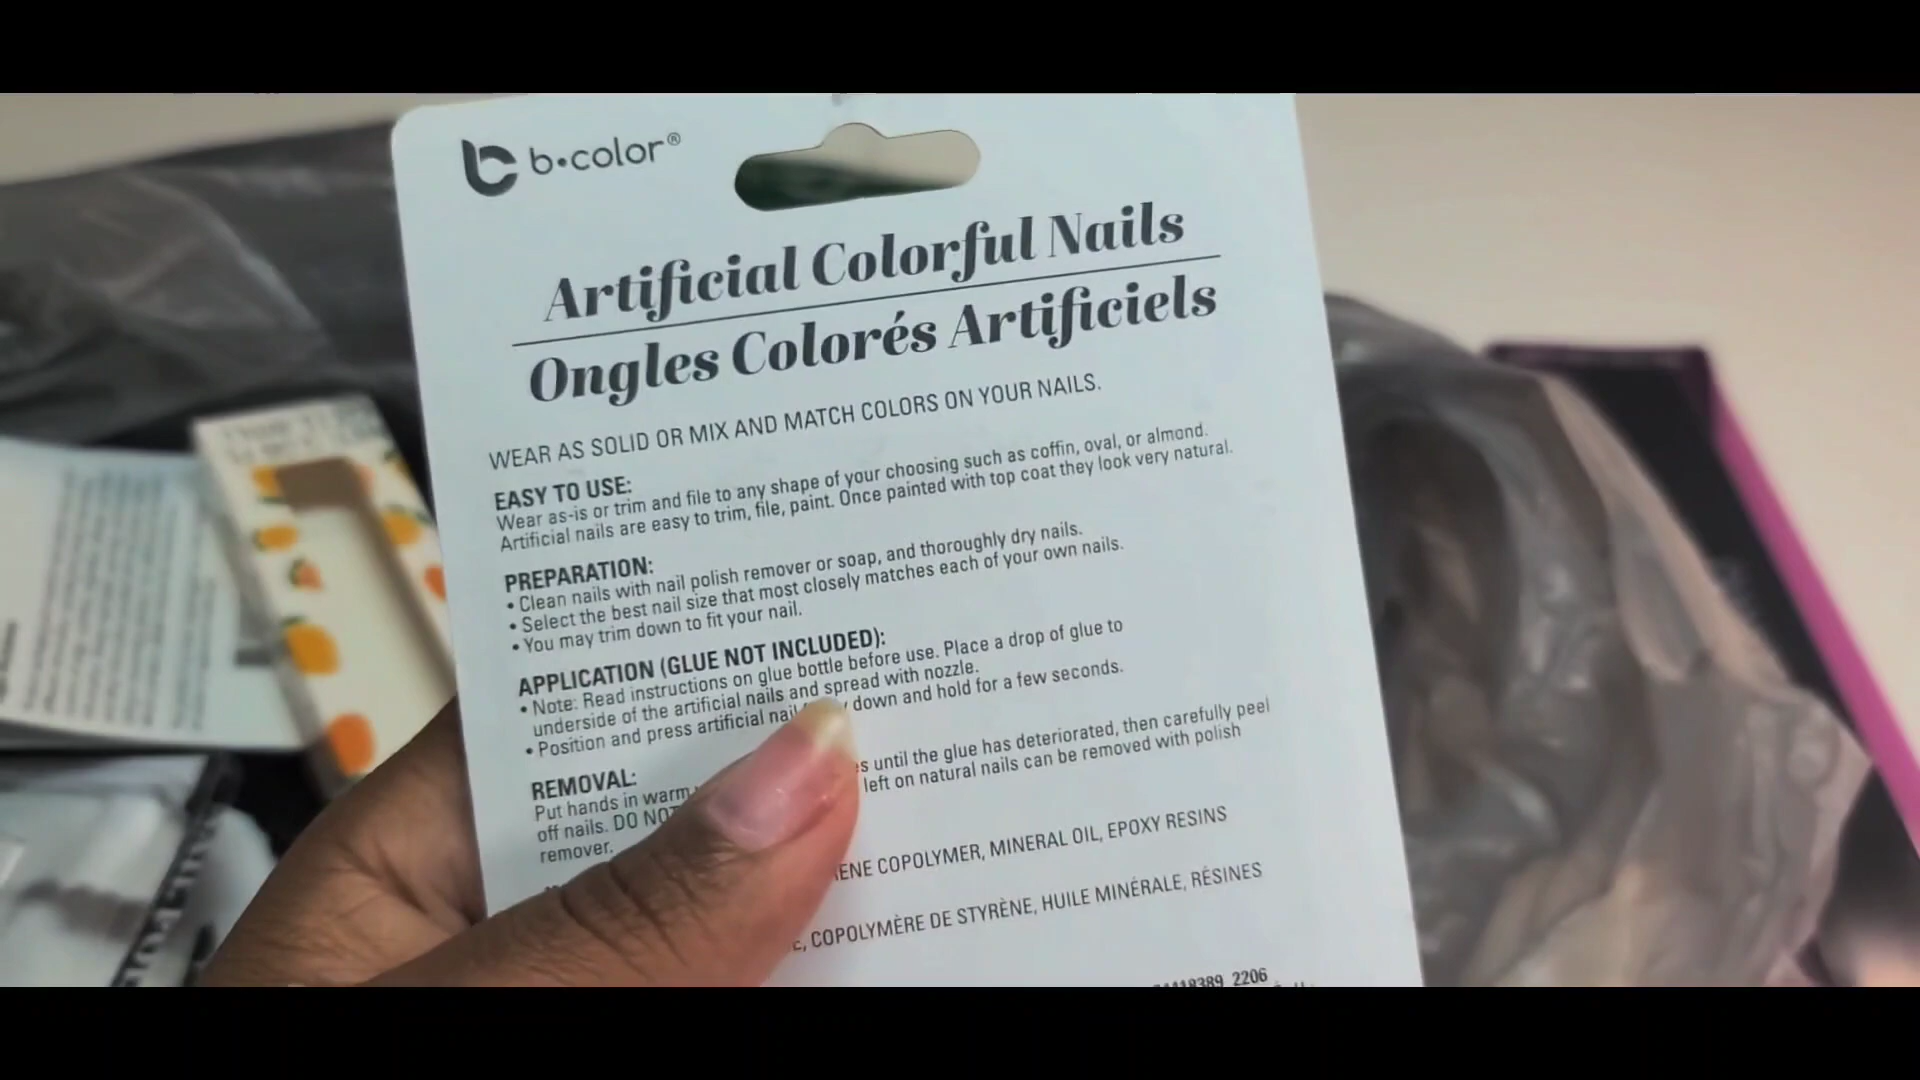 b•color®
Artificial Colorful Nails
Ongles Colorés Artificiels
WEAR AS SOLID OR MIX AND MATCH COLORS ON YOUR NAILS.
EASY TO USE:
Wear as-is or trim and file to any shape of your choosing such as coffin, oval, or almond.
Artificial nails are easy to trim, file, paint. Once painted with top coat they look very natural.
PREPARATION:
• Clean nails with nail polish remover or soap, and thoroughly dry nails.
• Select the best nail size that most closely matches each of your own nails.
• You may trim down to fit your nail.
APPLICATION (GLUE NOT INCLUDED):
• Note: Read instructions on glue bottle before use. Place a drop of glue to
underside of the artificial nails and spread with nozzle.
• Position and press artificial nail down and hold for a few seconds.
REMOVAL:
Put hands in warm until the glue has deteriorated, then carefully peel
off nails. DO NOT left on natural nails can be removed with polish
remover.
COPOLYMER, MINERAL OIL, EPOXY RESINS
COPOLYMÈRE DE STYRÈNE, HUILE MINÉRALE, RÉSINES
2206